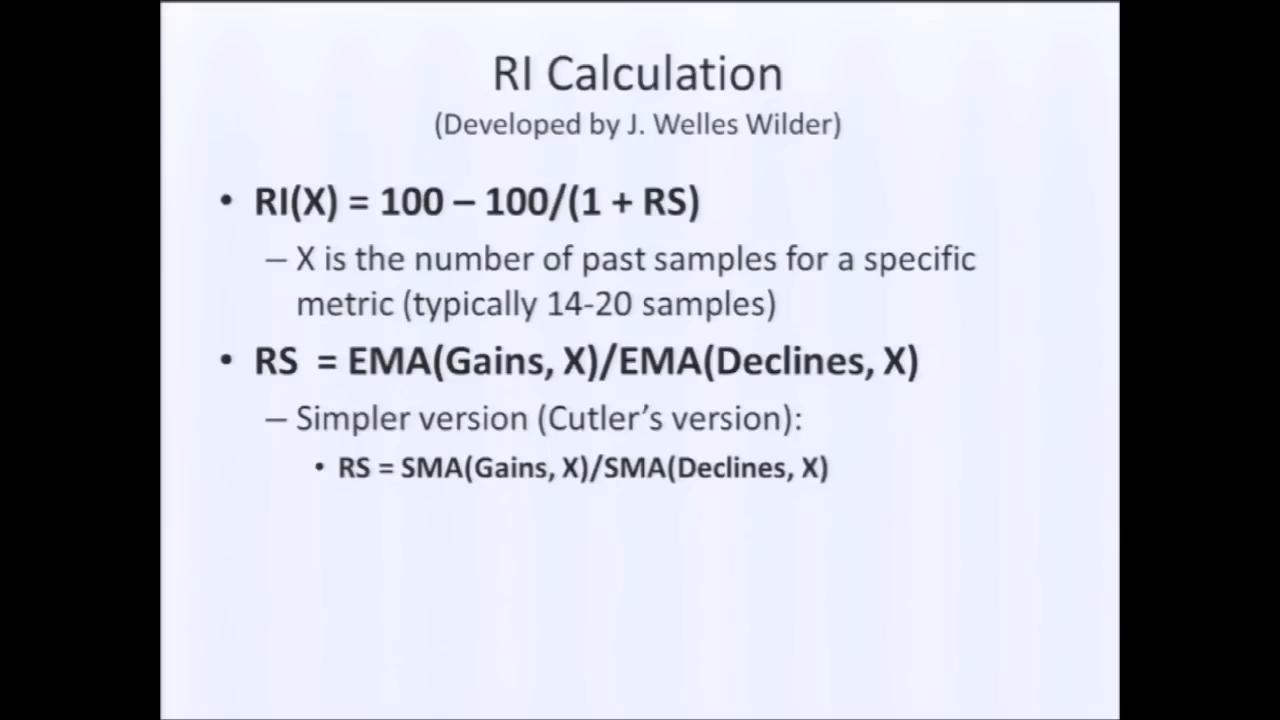 RI Calculation
(Developed by J. Welles Wilder)
• RI(X) = 100 – 100/(1 + RS)
– X is the number of past samples for a specific
metric (typically 14-20 samples)
• RS = EMA(Gains, X)/EMA(Declines, X)
– Simpler version (Cutler’s version):
• RS = SMA(Gains, X)/SMA(Declines, X)